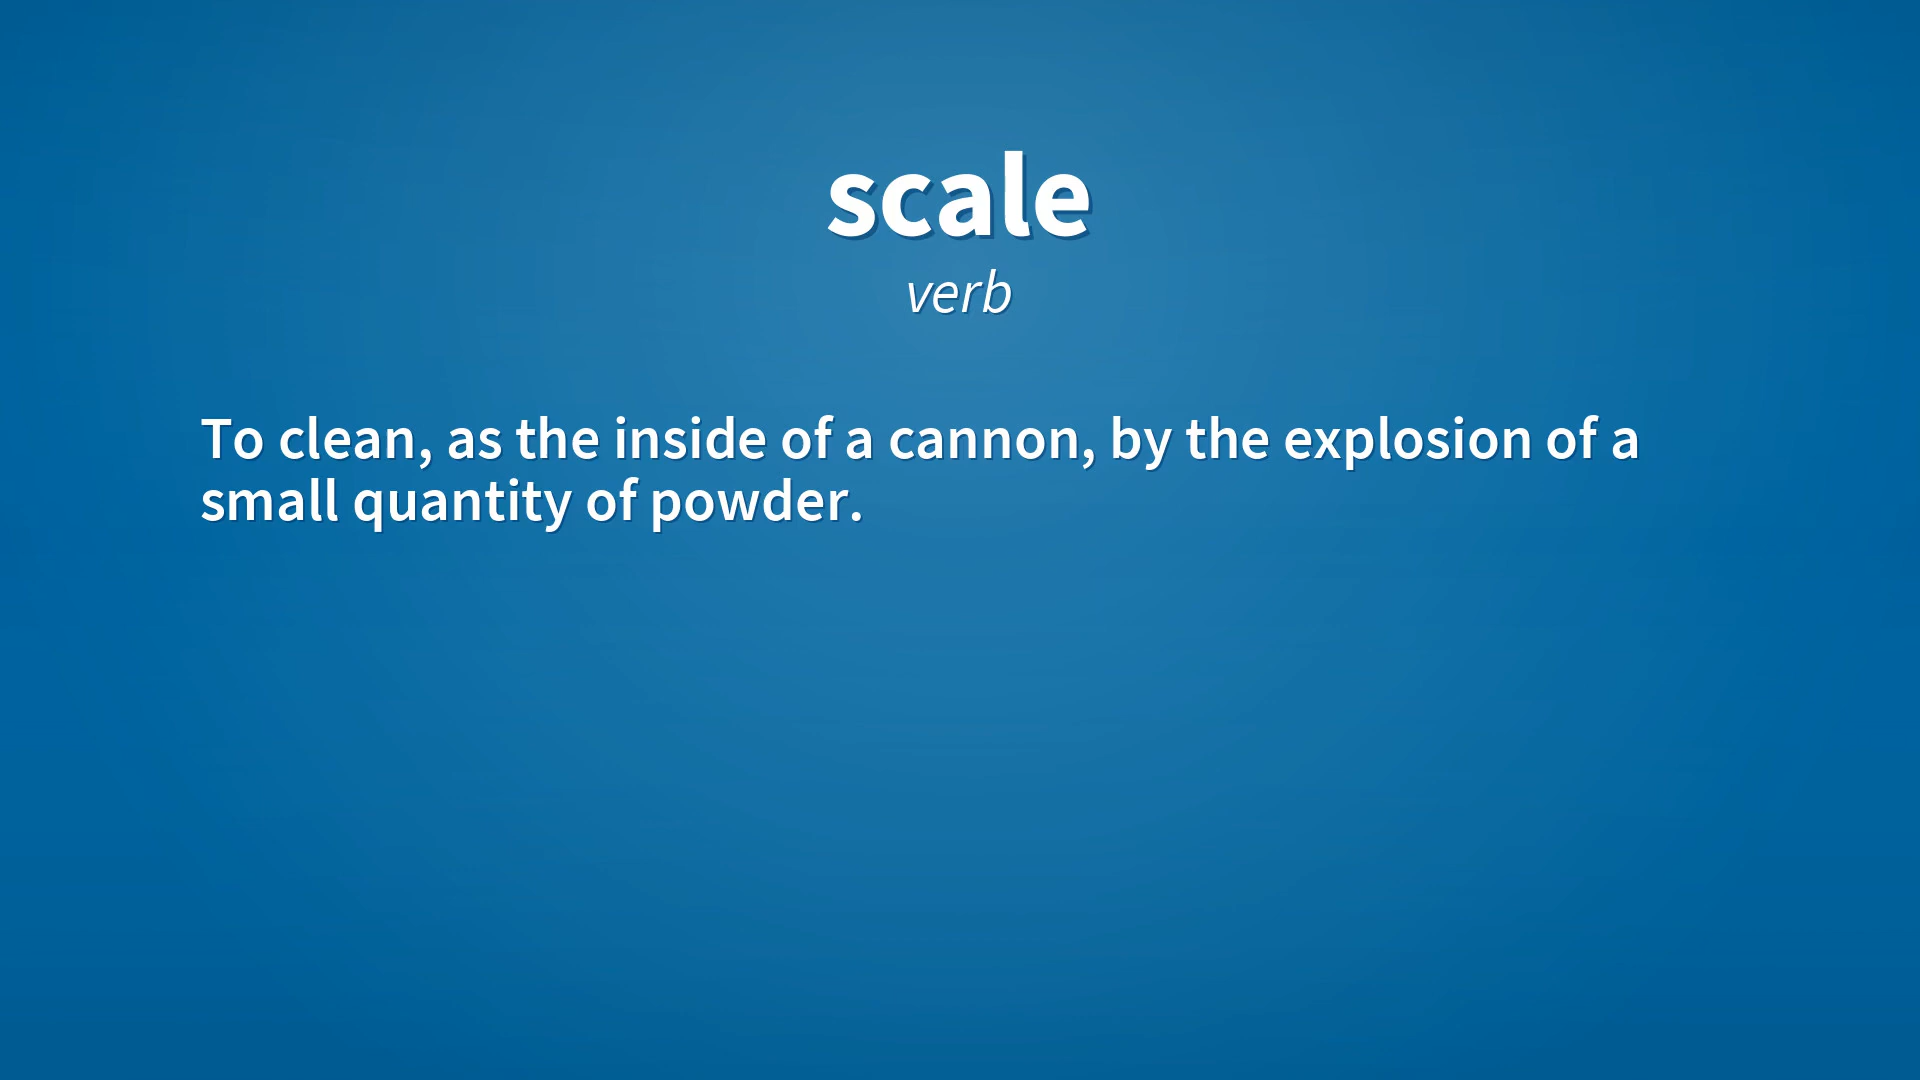 scale
verb
To clean, as the inside of a cannon, by the explosion of a
small quantity of powder.